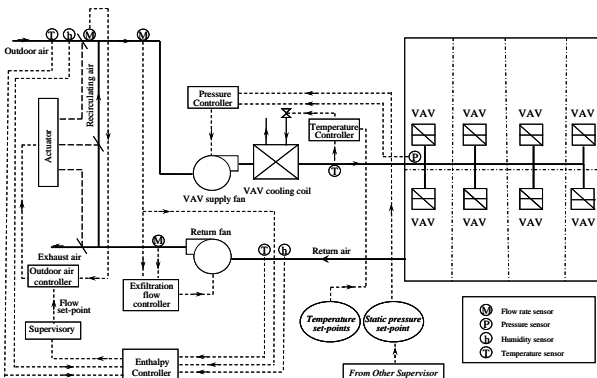 Outdoor air
T
h
M
M
Recirculating air
Actuator
Pressure
Controller
Temperature
Controller
T
P
VAV supply fan
VAV cooling coil
VAV
VAV
VAV
VAV
VAV
VAV
VAV
VAV
M
Return fan
T
h
Return air
Exhaust air
Outdoor air
controller
Exfiltration
flow
controller
Flow
set-point
Supervisory
Enthalpy
Controller
Temperature
set-points
Static pressure
set-point
From Other Supervisor
M Flow rate sensor
P Pressure sensor
h Humidity sensor
T Temperature sensor